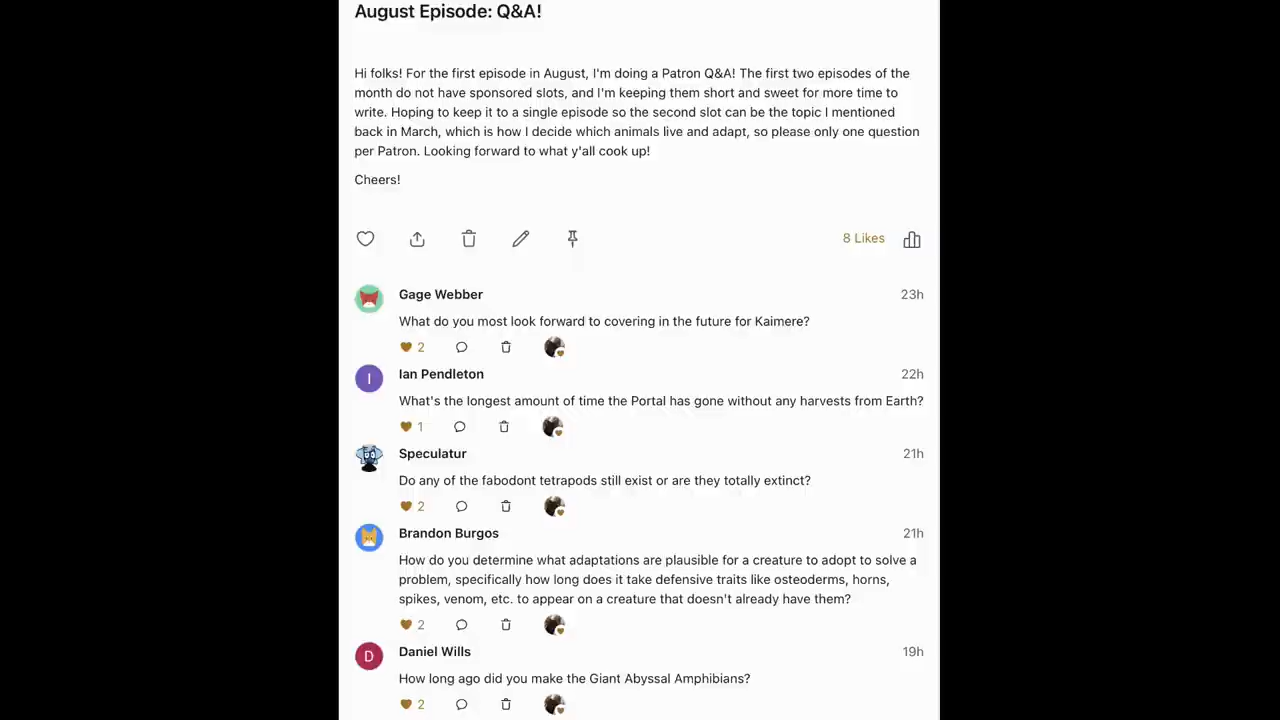 August Episode: Q&A!
Hi folks! For the first episode in August, I'm doing a Patron Q&A! The first two episodes of the
month do not have sponsored slots, and I'm keeping them short and sweet for more time to
write. Hoping to keep it to a single episode so the second slot can be the topic I mentioned
back in March, which is how I decide which animals live and adapt, so please only one question
per Patron. Looking forward to what y'all cook up!
Cheers!
8 Likes
Gage Webber 23h
What do you most look forward to covering in the future for Kaimere?
2
I
Ian Pendleton 22h
What's the longest amount of time the Portal has gone without any harvests from Earth?
1
Speculatur 21h
Do any of the fabodont tetrapods still exist or are they totally extinct?
2
Brandon Burgos 21h
How do you determine what adaptations are plausible for a creature to adopt to solve a
problem, specifically how long does it take defensive traits like osteoderms, horns,
spikes, venom, etc. to appear on a creature that doesn't already have them?
2
D
Daniel Wills 19h
How long ago did you make the Giant Abyssal Amphibians?
2